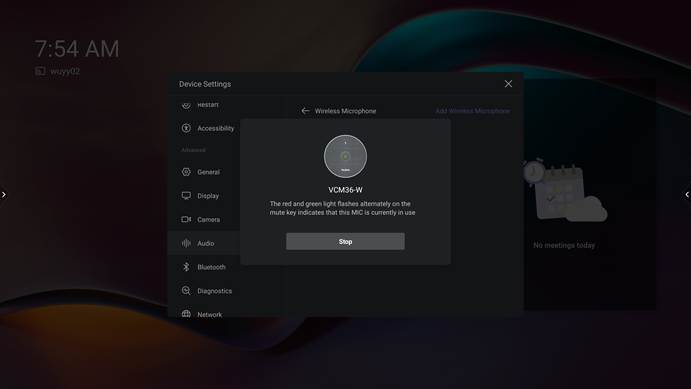 7:54 AM
wuyy02
Device Settings
Restart
Accessibility
Advanced
General
Display
Camera
Audio
Bluetooth
Diagnostics
Network
Wireless Microphone
Add Wireless Microphone
VCM36-W
The red and green light flashes alternately on the
mute key indicates that this MIC is currently in use
Stop
No meetings today